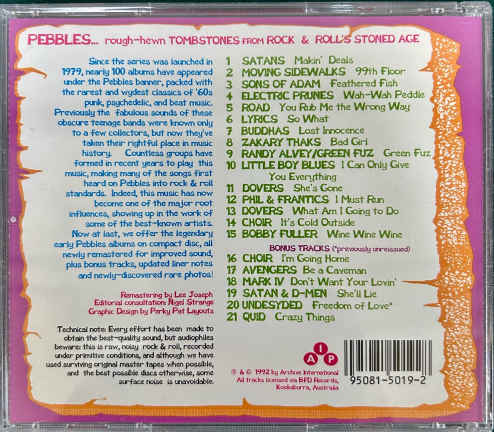 PEBBLES... rough-hewn TOMBSTONES FROM ROCK & ROLL'S STONED AGE
Since the series was launched in
1979, nearly 100 albums have appeared
under the Pebbles banner, packed with
the rarest and wyldest classics of '60s
punk, psychedelic, and beat music.
Previously the fabulous sounds of these
obscure teenage bands were known only
to a few collectors, but now they've
taken their rightful place in music
history. Countless groups have
formed in recent years to play this
music, making many of the songs first
heard on Pebbles into rock & roll
standards. Indeed, this music has now
become one of the major root
influences, showing up in the work of
some of the best-known artists.
Now at last, we offer the legendary
early Pebbles albums on compact disc, all
newly remastered for improved sound,
plus bonus tracks, updated liner notes
and newly-discovered rare photos!
Remastering by Lee Joseph
Editorial consultation: Nigel Strange
Graphic Design by Parky Pat Layouts
Technical note: Every effort has been made to
obtain the best-quality sound, but audiophiles
beware: this is raw, noisy rock & roll, recorded
under primitive conditions, and although we have
used surviving original master tapes when possible,
and the best possible discs otherwise, some
surface noise is unavoidable.
1 SATANS Makin' Deals
2 MOVING SIDEWALKS 99th Floor
3 SONS OF ADAM Feathered Fish
4 ELECTRIC PRUNES Wah-Wah Peddle
5 ROAD You Rub Me the Wrong Way
6 LYRICS So What
7 BUDDHAS Lost Innocence
8 ZAKARY THAKS Bad Girl
9 RANDY ALVEY/GREEN FUZ Green Fuz
10 LITTLE BOY BLUES I Can Only Give
You Everything
11 DOVERS She's Gone
12 PHIL & FRANTICS I Must Run
13 DOVERS What Am I Going to Do
14 CHOIR It's Cold Outside
15 BOBBY FULLER Wine Wine Wine
BONUS TRACKS (*previously unreissued)
16 CHOIR I'm Going Home
17 AVENGERS Be a Caveman
18 MARK IV Don't Want Your Lovin'
19 SATAN & D-MEN She'll Lie
20 UNDESYDED Freedom of Love*
21 QUID Crazy Things
AIP
℗ & © 1992 by Archive International
All tracks licensed by BFD Records,
Kookaburra, Australia
95081-5019-2